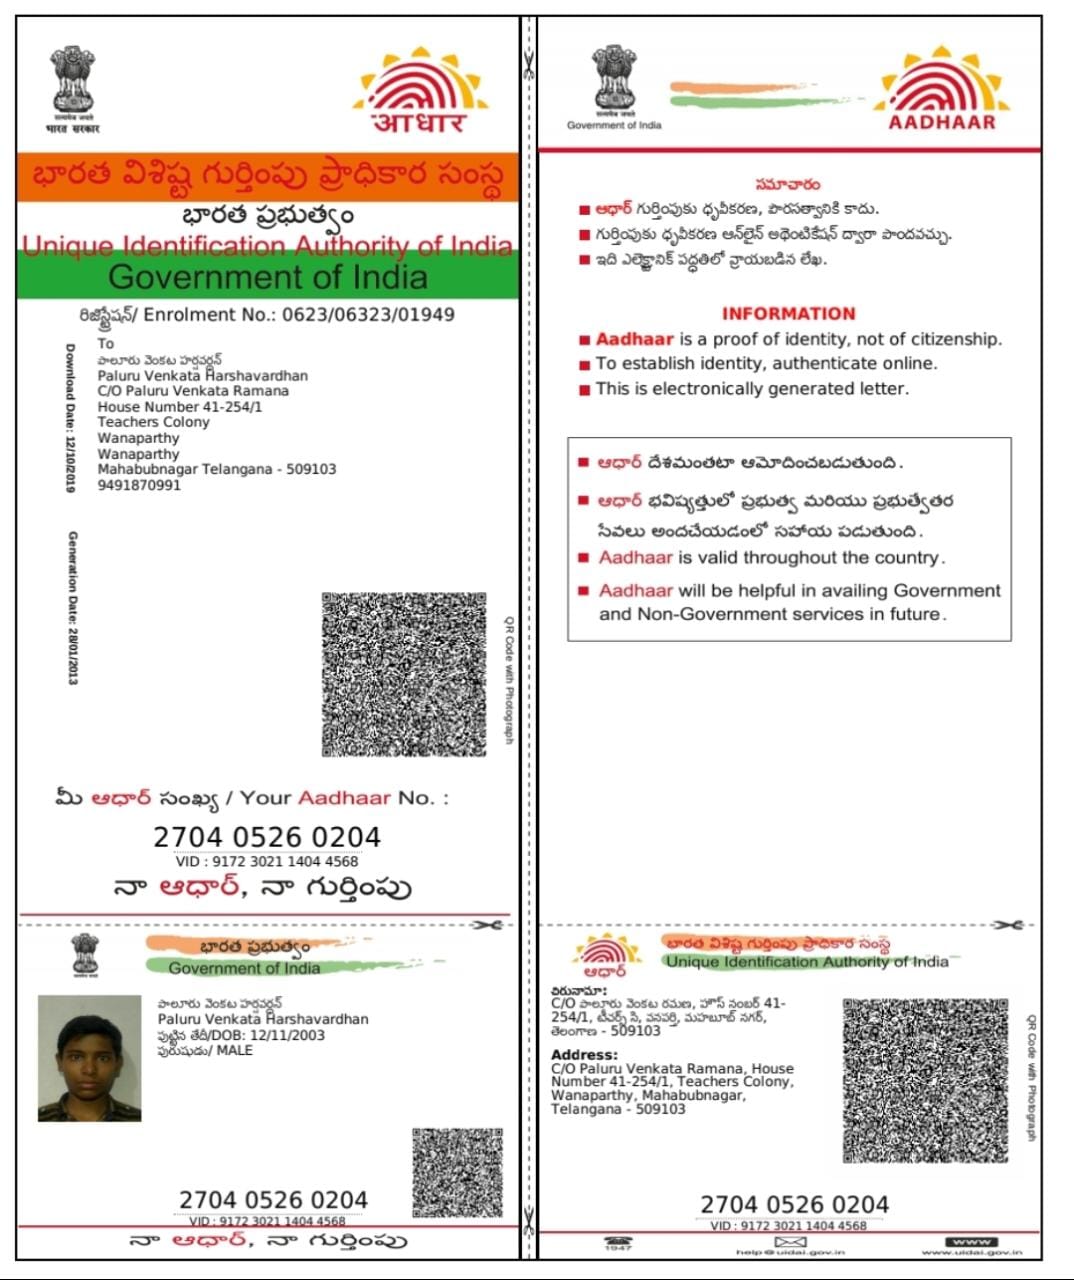 सत्यमेव जयते
भारत सरकार
आधार
భారత విశిష్ట గుర్తింపు ప్రాధికార సంస్థ
భారత ప్రభుత్వం
Unique Identification Authority of India
Government of India
రిజిస్ట్రేషన్/ Enrolment No.: 0623/06323/01949
Download Date: 12/10/2019
Generation Date: 28/01/2013
To
పాలూరు వెంకట హర్షవర్ధన్
Paluru Venkata Harshavardhan
C/O Paluru Venkata Ramana
House Number 41-254/1
Teachers Colony
Wanaparthy
Wanaparthy
Mahabubnagar Telangana - 509103
9491870991
QR Code with Photograph
మీ ఆధార్ సంఖ్య / Your Aadhaar No. :
2704 0526 0204
VID : 9172 3021 1404 4568
నా ఆధార్, నా గుర్తింపు
భారత ప్రభుత్వం
Government of India
పాలూరు వెంకట హర్షవర్ధన్
Paluru Venkata Harshavardhan
పుట్టిన తేదీ/DOB: 12/11/2003
పురుషుడు/ MALE
2704 0526 0204
VID : 9172 3021 1404 4568
నా ఆధార్, నా గుర్తింపు
सत्यमेव जयते
Government of India
AADHAAR
సమాచారం
ఆధార్ గుర్తింపుకు ధృవీకరణ, పౌరసత్వానికి కాదు.
గుర్తింపుకు ధృవీకరణ ఆన్‌లైన్ అథెంటికేషన్ ద్వారా పొందవచ్చు.
ఇది ఎలెక్ట్రానిక్ పద్ధతిలో వ్రాయబడిన లేఖ.
INFORMATION
Aadhaar is a proof of identity, not of citizenship.
To establish identity, authenticate online.
This is electronically generated letter.
ఆధార్ దేశమంతటా ఆమోదించబడుతుంది.
ఆధార్ భవిష్యత్తులో ప్రభుత్వ మరియు ప్రభుత్వేతర
సేవలు అందచేయడంలో సహాయ పడుతుంది.
Aadhaar is valid throughout the country.
Aadhaar will be helpful in availing Government
and Non-Government services in future.
ఆధార్
భారత విశిష్ట గుర్తింపు ప్రాధికార సంస్థ
Unique Identification Authority of India
చిరునామా:
C/O పాలూరు వెంకట రమణ, హౌస్ నంబర్ 41-
254/1, టీచర్స్ సి, వనపర్తి, మహబూబ్ నగర్,
తెలంగాణ - 509103
Address:
C/O Paluru Venkata Ramana, House
Number 41-254/1, Teachers Colony,
Wanaparthy, Mahabubnagar,
Telangana - 509103
QR Code with Photograph
2704 0526 0204
VID : 9172 3021 1404 4568
1947
help@uidai.gov.in
www
www.uidai.gov.in